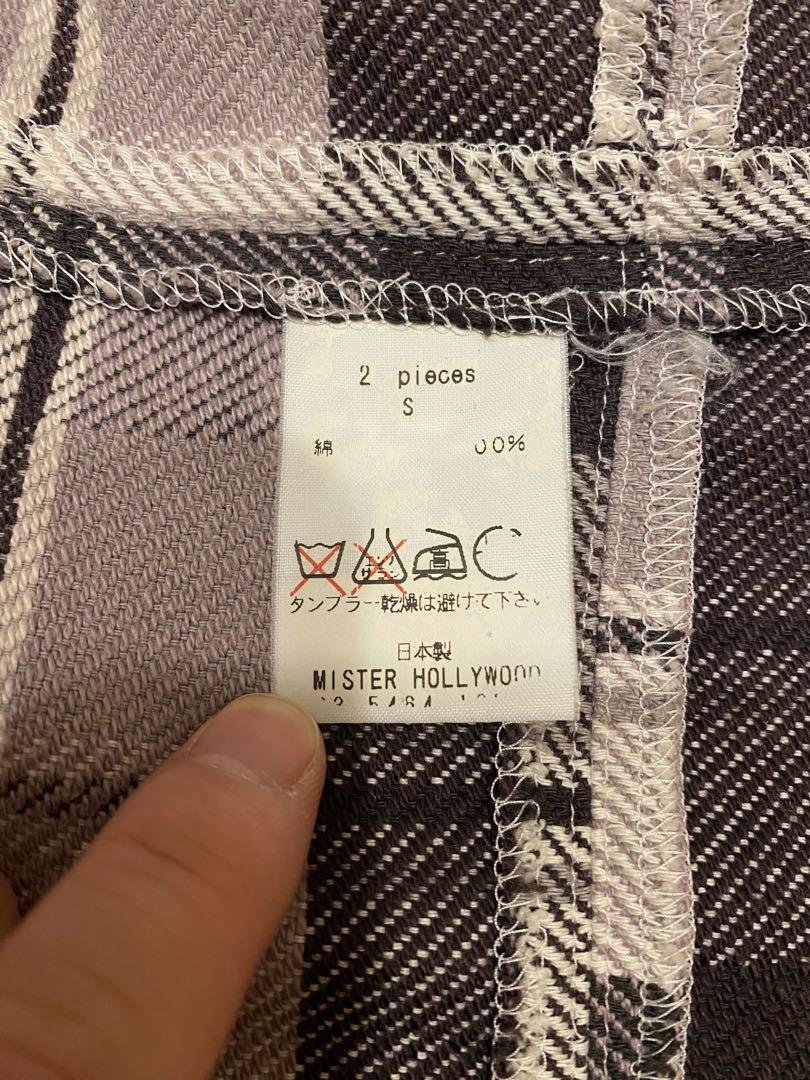 2 pieces
S
綿 00%
高
タンブラー乾燥は避けて下さい
日本製
MISTER HOLLYWOOD